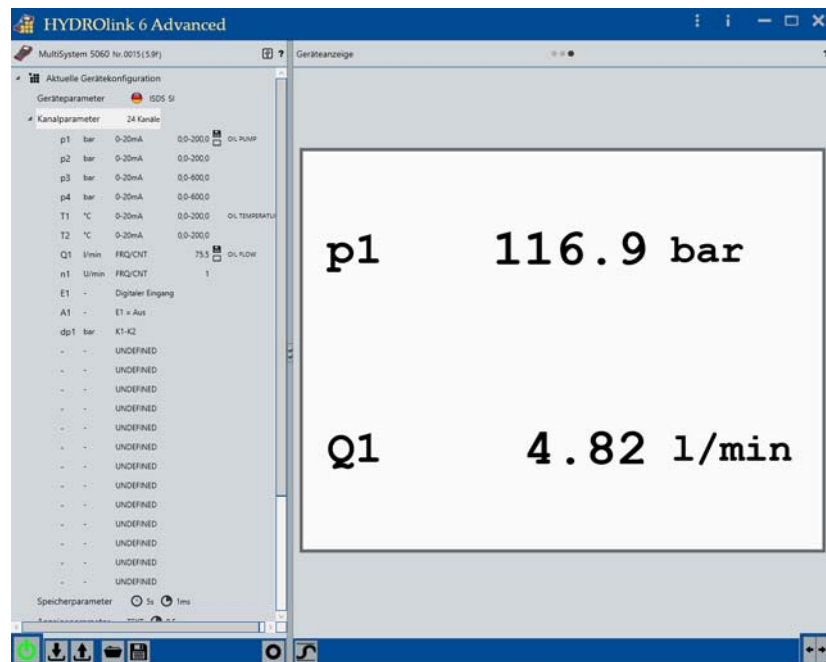 HYDROlink 6 Advanced
MultiSystem 5060 Nr.0015 (5.9f) ?
Geräteanzeige
Aktuelle Gerätekonfiguration
Geräteparameter ISDS SI
Kanalparameter 24 Kanäle
p1 bar 0-20mA 0,0-200,0 OIL PUMP
p2 bar 0-20mA 0,0-200,0
p3 bar 0-20mA 0,0-600,0
p4 bar 0-20mA 0,0-600,0
T1 °C 0-20mA 0,0-200,0 OIL TEMPERATU
T2 °C 0-20mA 0,0-200,0
Q1 l/min FRQ/CNT 75.5 OIL FLOW
n1 U/min FRQ/CNT 1
E1 - Digitaler Eingang
A1 - E1 = Aus
dp1 bar K1-K2
- - UNDEFINED
- - UNDEFINED
- - UNDEFINED
- - UNDEFINED
- - UNDEFINED
- - UNDEFINED
- - UNDEFINED
- - UNDEFINED
- - UNDEFINED
- - UNDEFINED
- - UNDEFINED
- - UNDEFINED
- - UNDEFINED
Speicherparameter 5s 1ms
p1 116.9 bar
Q1 4.82 l/min